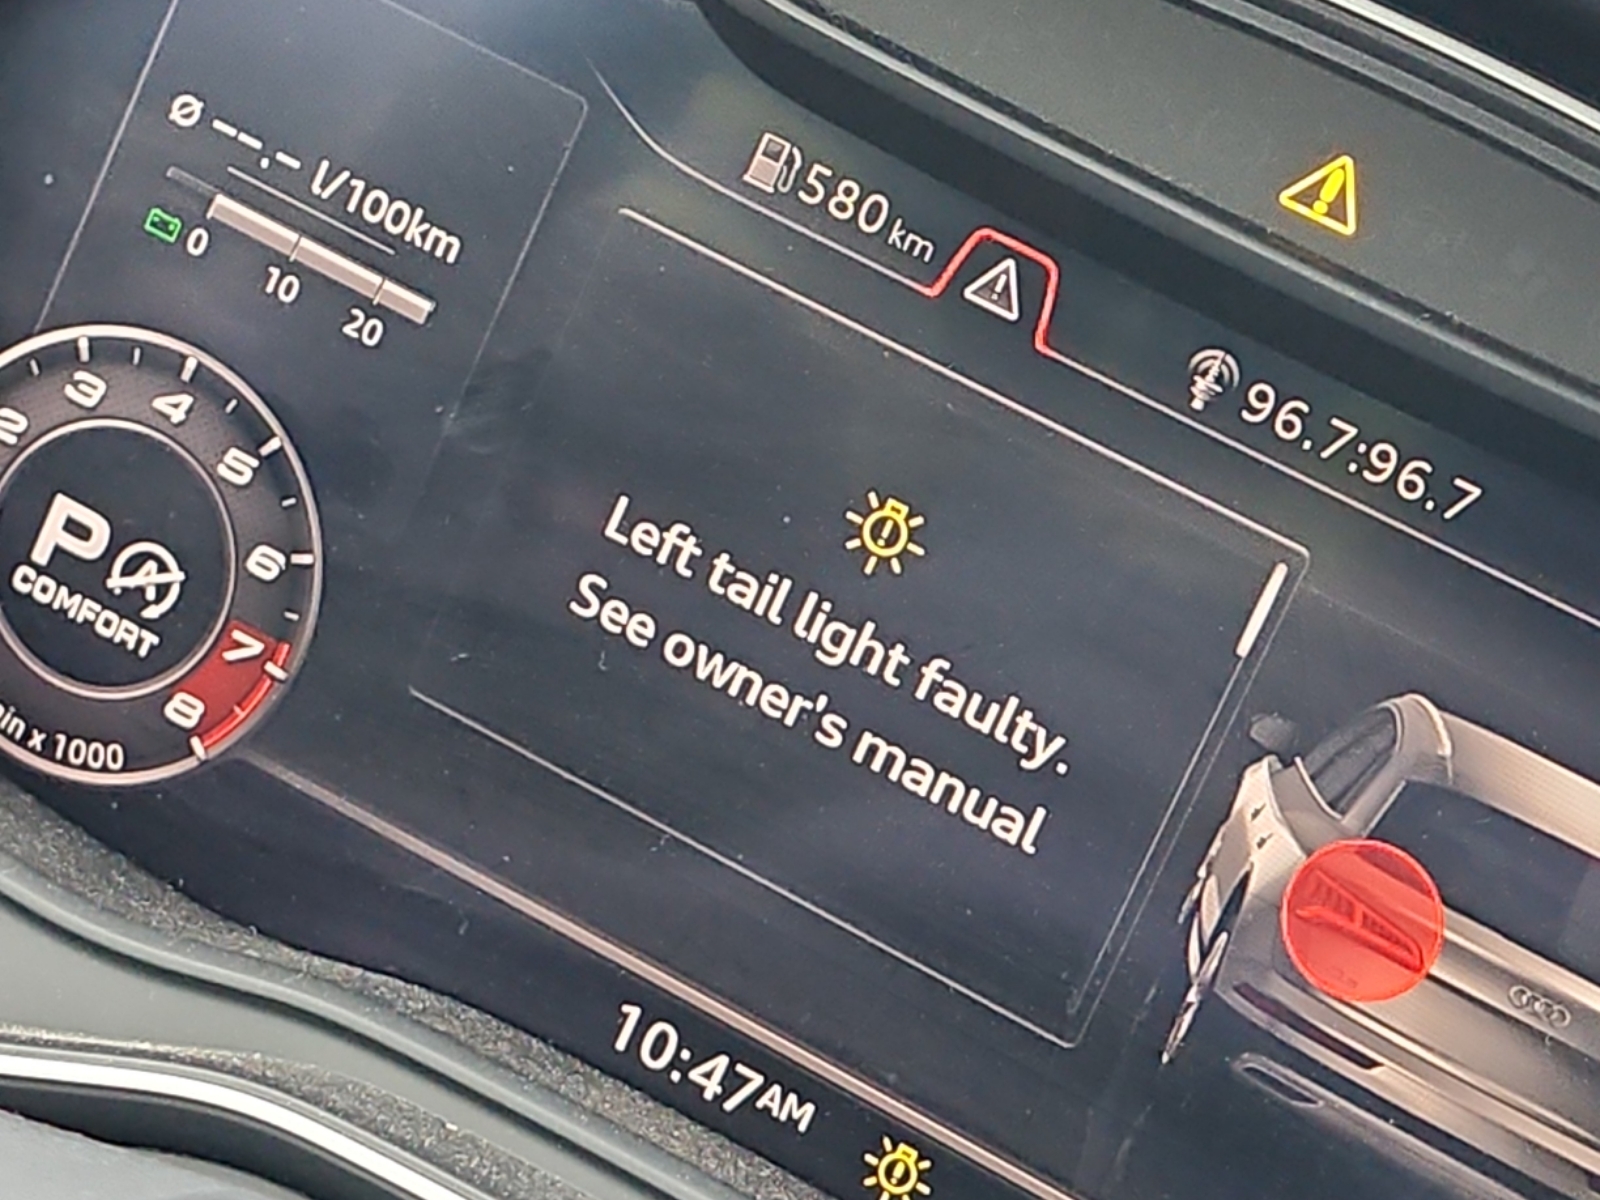 Ø --.- l/100km
0
10
20
580 km
96.7:96.7
2
3
4
5
6
7
8
P A
COMFORT
x 1000
Left tail light faulty.
See owner's manual
10:47AM